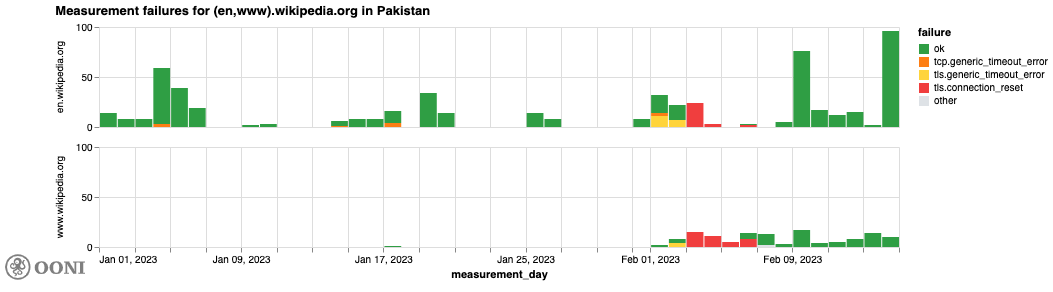 Measurement failures for (en,www).wikipedia.org in Pakistan
en.wikipedia.org
100
50
0
www.wikipedia.org
100
50
0
Jan 01, 2023 Jan 09, 2023 Jan 17, 2023 Jan 25, 2023 Feb 01, 2023 Feb 09, 2023
measurement_day
failure
ok
tcp.generic_timeout_error
tls.generic_timeout_error
tls.connection_reset
other
OONI